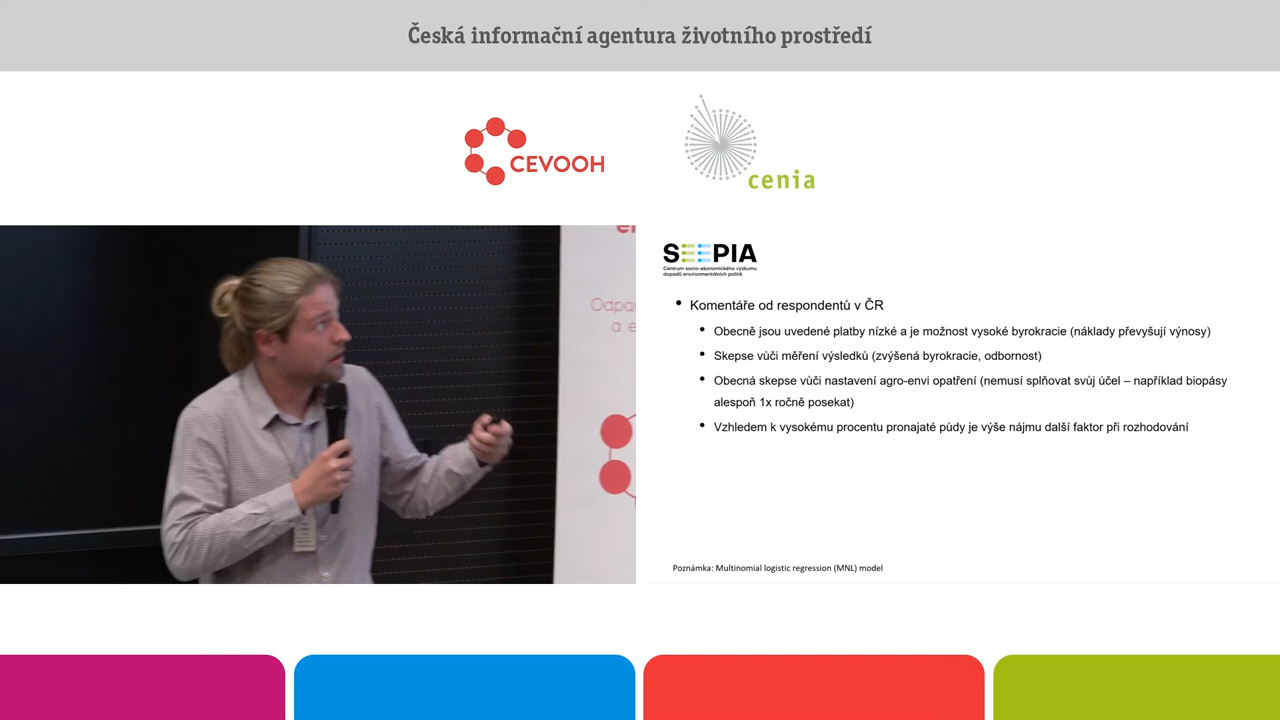 Česká informační agentura životního prostředí
CEVOOH
cenia
SEEPIA
Centrum socio-ekonomického výzkumu
dopadů environmentálních politik
• Komentáře od respondentů v ČR
• Obecně jsou uvedené platby nízké a je možnost vysoké byrokracie (náklady převyšují výnosy)
• Skepse vůči měření výsledků (zvýšená byrokracie, odbornost)
• Obecná skepse vůči nastavení agro-envi opatření (nemusí splňovat svůj účel – například biopásy
alespoň 1x ročně posekat)
• Vzhledem k vysokému procentu pronajaté půdy je výše nájmu další faktor při rozhodování
Poznámka: Multinomial logistic regression (MNL) model